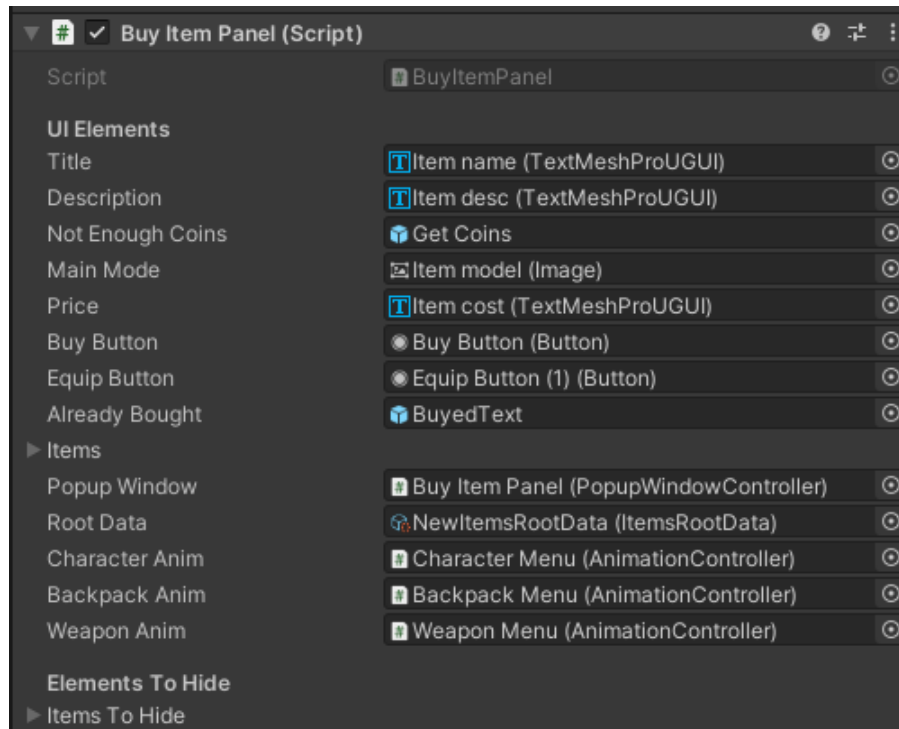 Buy Item Panel (Script)
Script BuyItemPanel
UI Elements
Title Item name (TextMeshProUGUI)
Description Item desc (TextMeshProUGUI)
Not Enough Coins Get Coins
Main Mode Item model (Image)
Price Item cost (TextMeshProUGUI)
Buy Button Buy Button (Button)
Equip Button Equip Button (1) (Button)
Already Bought BuyedText
Items
Popup Window Buy Item Panel (PopupWindowController)
Root Data NewItemsRootData (ItemsRootData)
Character Anim Character Menu (AnimationController)
Backpack Anim Backpack Menu (AnimationController)
Weapon Anim Weapon Menu (AnimationController)
Elements To Hide
Items To Hide